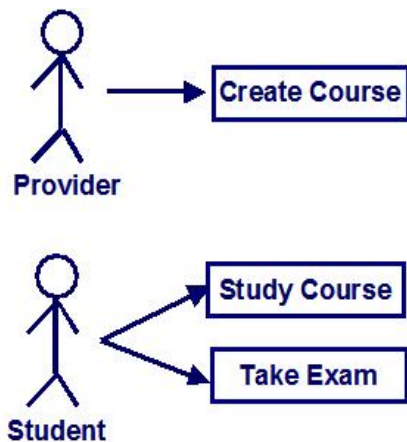 Create Course
Provider
Study Course
Take Exam
Student